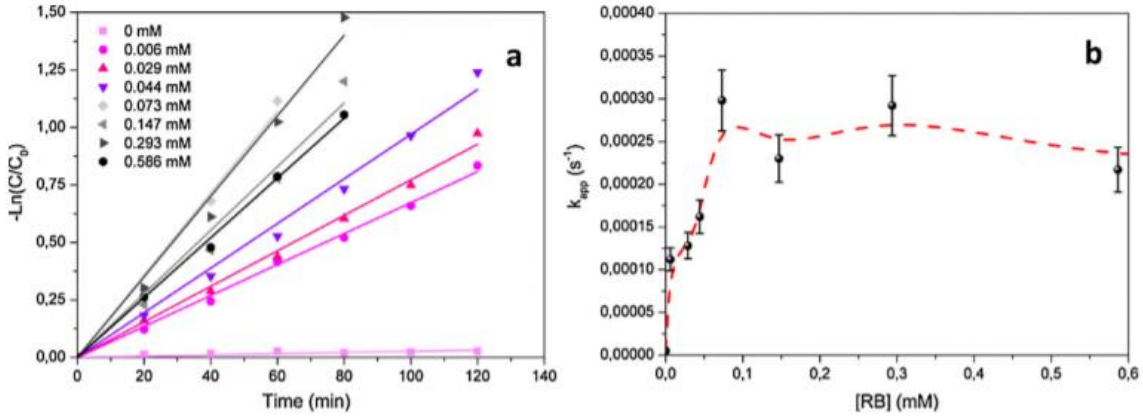 1,50
1,25
1,00
0,75
0,50
0,25
0,00
-Ln(C/C₀)
0 mM
0.006 mM
0.029 mM
0.044 mM
0.073 mM
0.147 mM
0.293 mM
0.586 mM
a
0 20 40 60 80 100 120 140
Time (min)
0,00040
0,00035
0,00030
0,00025
0,00020
0,00015
0,00010
0,00005
0,00000
kₐₚₚ (s⁻¹)
b
0,0 0,1 0,2 0,3 0,4 0,5 0,6
[RB] (mM)